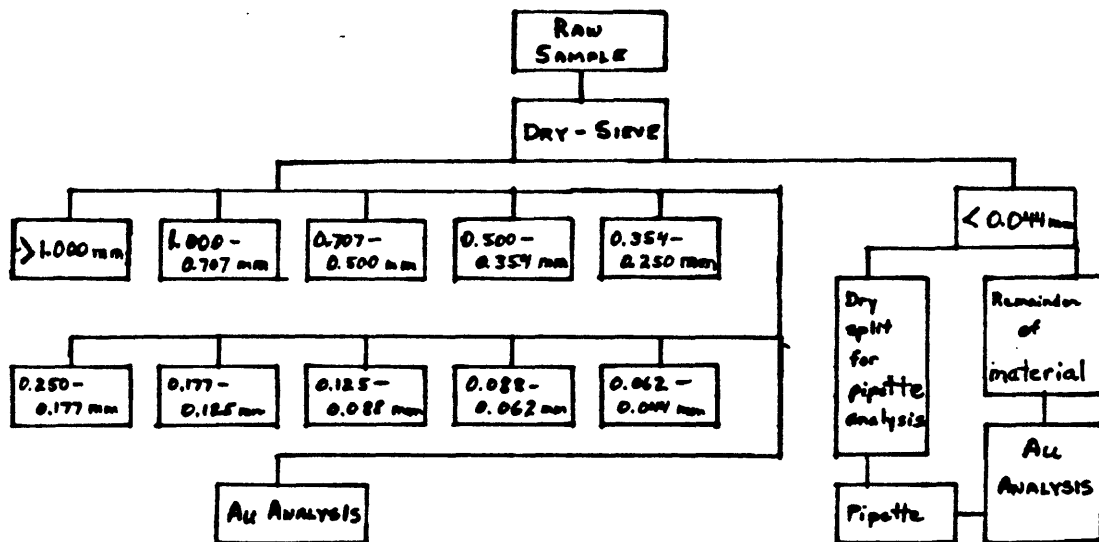 RAW
SAMPLE
DRY - SIEVE
>1.000 mm
1.000 -
0.707 mm
0.707 -
0.500 mm
0.500 -
0.354 mm
0.354 -
0.250 mm
< 0.044 mm
Dry
split
for
pipette
analysis
Remainder
of
material
0.250 -
0.177 mm
0.177 -
0.125 mm
0.125 -
0.088 mm
0.088 -
0.062 mm
0.062 -
0.044 mm
Au ANALYSIS
Pipette
Au
ANALYSIS